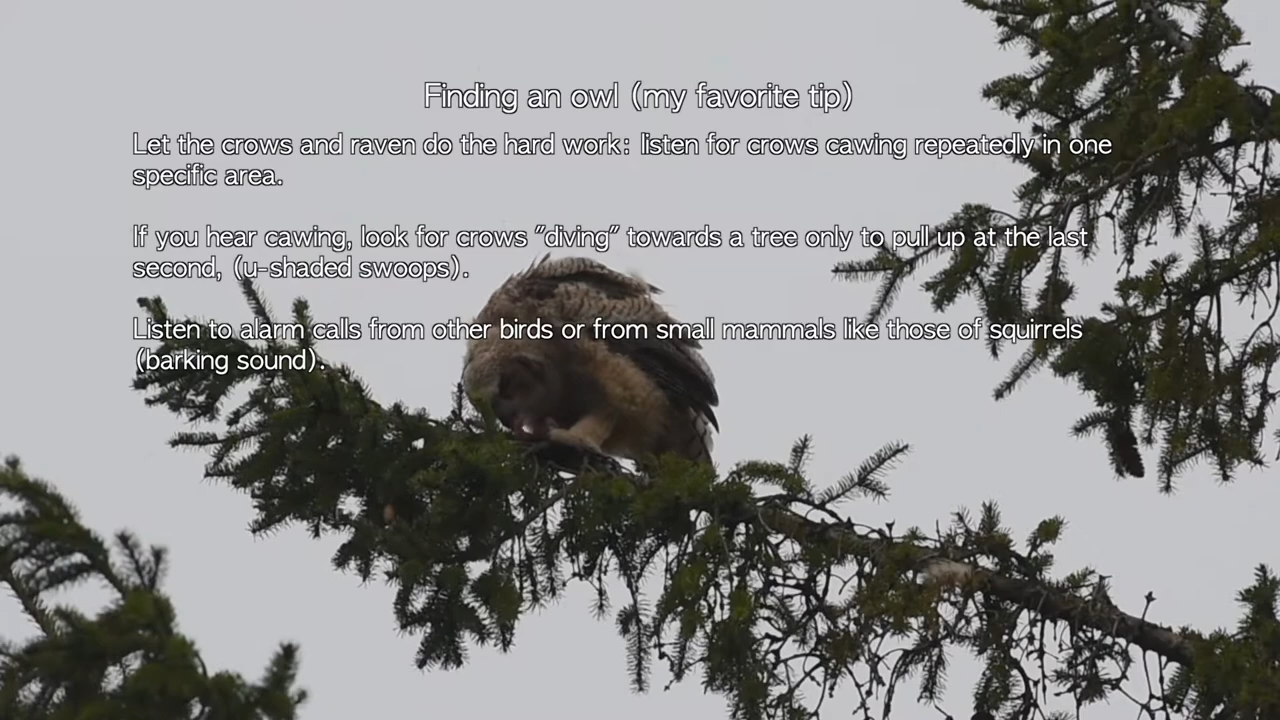 Finding an owl (my favorite tip)
Let the crows and raven do the hard work: listen for crows cawing repeatedly in one
specific area.
If you hear cawing, look for crows "diving" towards a tree only to pull up at the last
second, (u-shaded swoops).
Listen to alarm calls from other birds or from small mammals like those of squirrels
(barking sound).